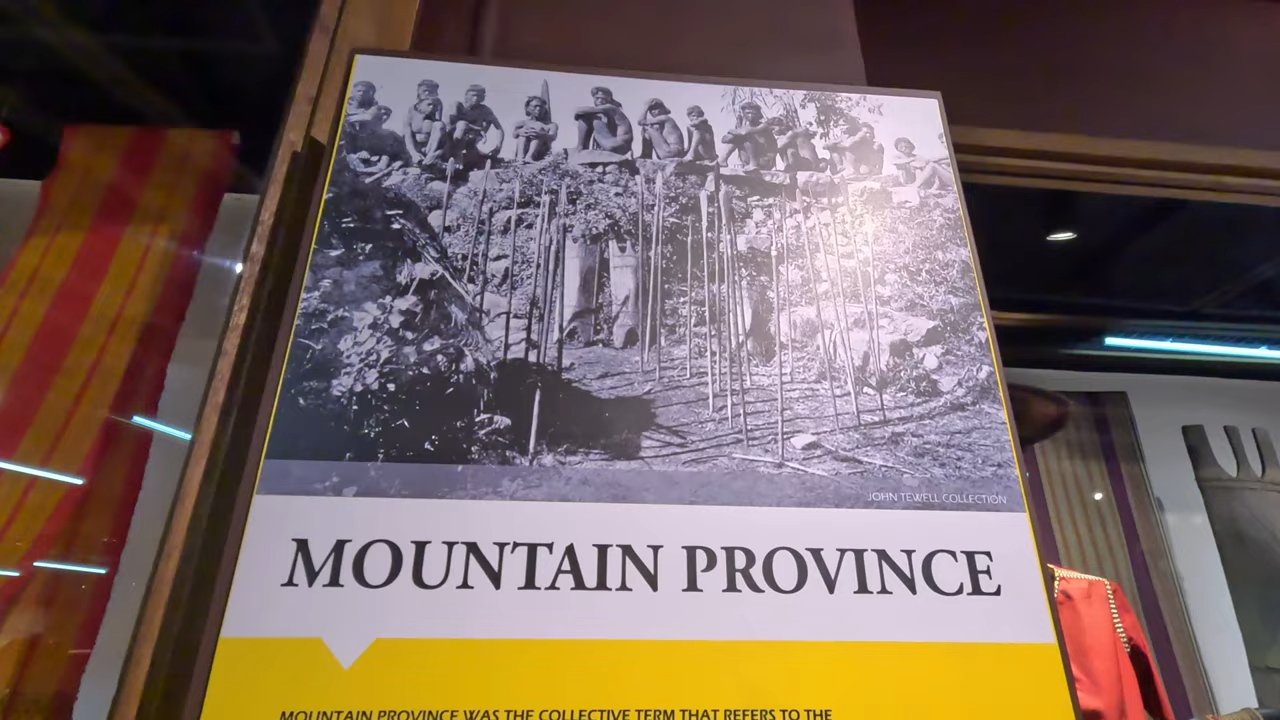 JOHN TEWELL COLLECTION
MOUNTAIN PROVINCE
MOUNTAIN PROVINCE WAS THE COLLECTIVE TERM THAT REFERS TO THE